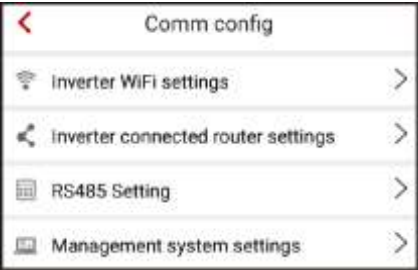 Comm config
Inverter WiFi settings
Inverter connected router settings
RS485 Setting
Management system settings